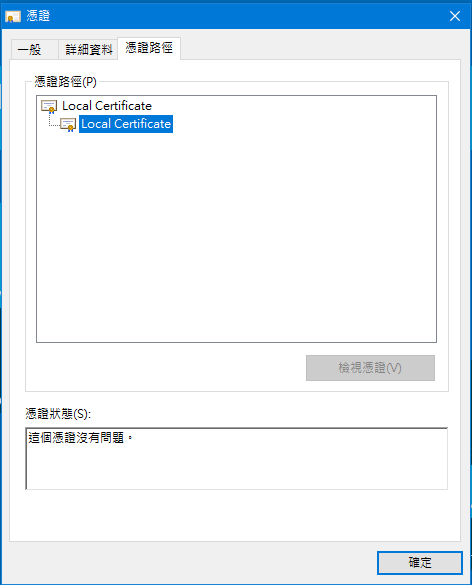 憑證
一般 詳細資料 憑證路徑
憑證路徑(P)
Local Certificate
Local Certificate
檢視憑證(V)
憑證狀態(S):
這個憑證沒有問題。
確定